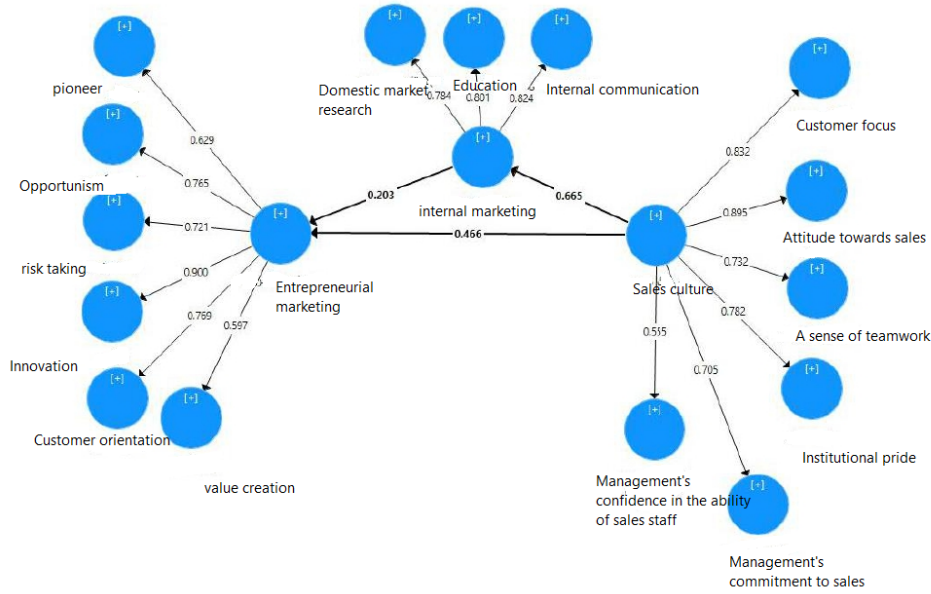 [+]
[+]
[+]
[+]
[+]
pioneer
Domestic market
research
Education
Internal communication
0.784
0.801
0.824
[+]
[+]
Customer focus
0.629
0.832
Opportunism
0.765
[+]
0.203
0.665
[+]
[+]
internal marketing
[+]
[+]
0.895
0.721
0.466
Attitude towards sales
risk taking
0.900
0.732
[+]
Entrepreneurial
marketing
Sales culture
[+]
0.769
0.597
0.782
0.515
A sense of teamwork
Innovation
0.705
[+]
[+]
[+]
[+]
Customer orientation
Institutional pride
value creation
Management's
confidence in the ability
of sales staff
[+]
Management's
commitment to sales